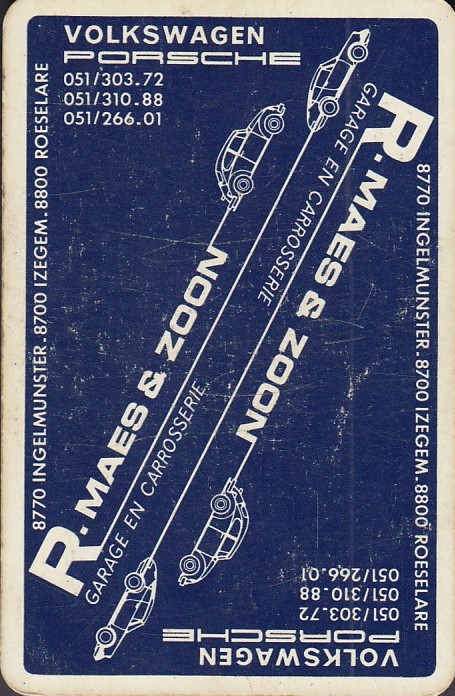 VOLKSWAGEN
PORSCHE
051/303.72
051/310.88
051/266.01
8770 INGELMUNSTER. 8700 IZEGEM. 8800 ROESELARE
R. MAES & ZOON
GARAGE EN CARROSSERIE
VOLKSWAGEN
PORSCHE
051/303.72
051/310.88
051/266.01
8770 INGELMUNSTER. 8700 IZEGEM. 8800 ROESELARE
R. MAES & ZOON
GARAGE EN CARROSSERIE